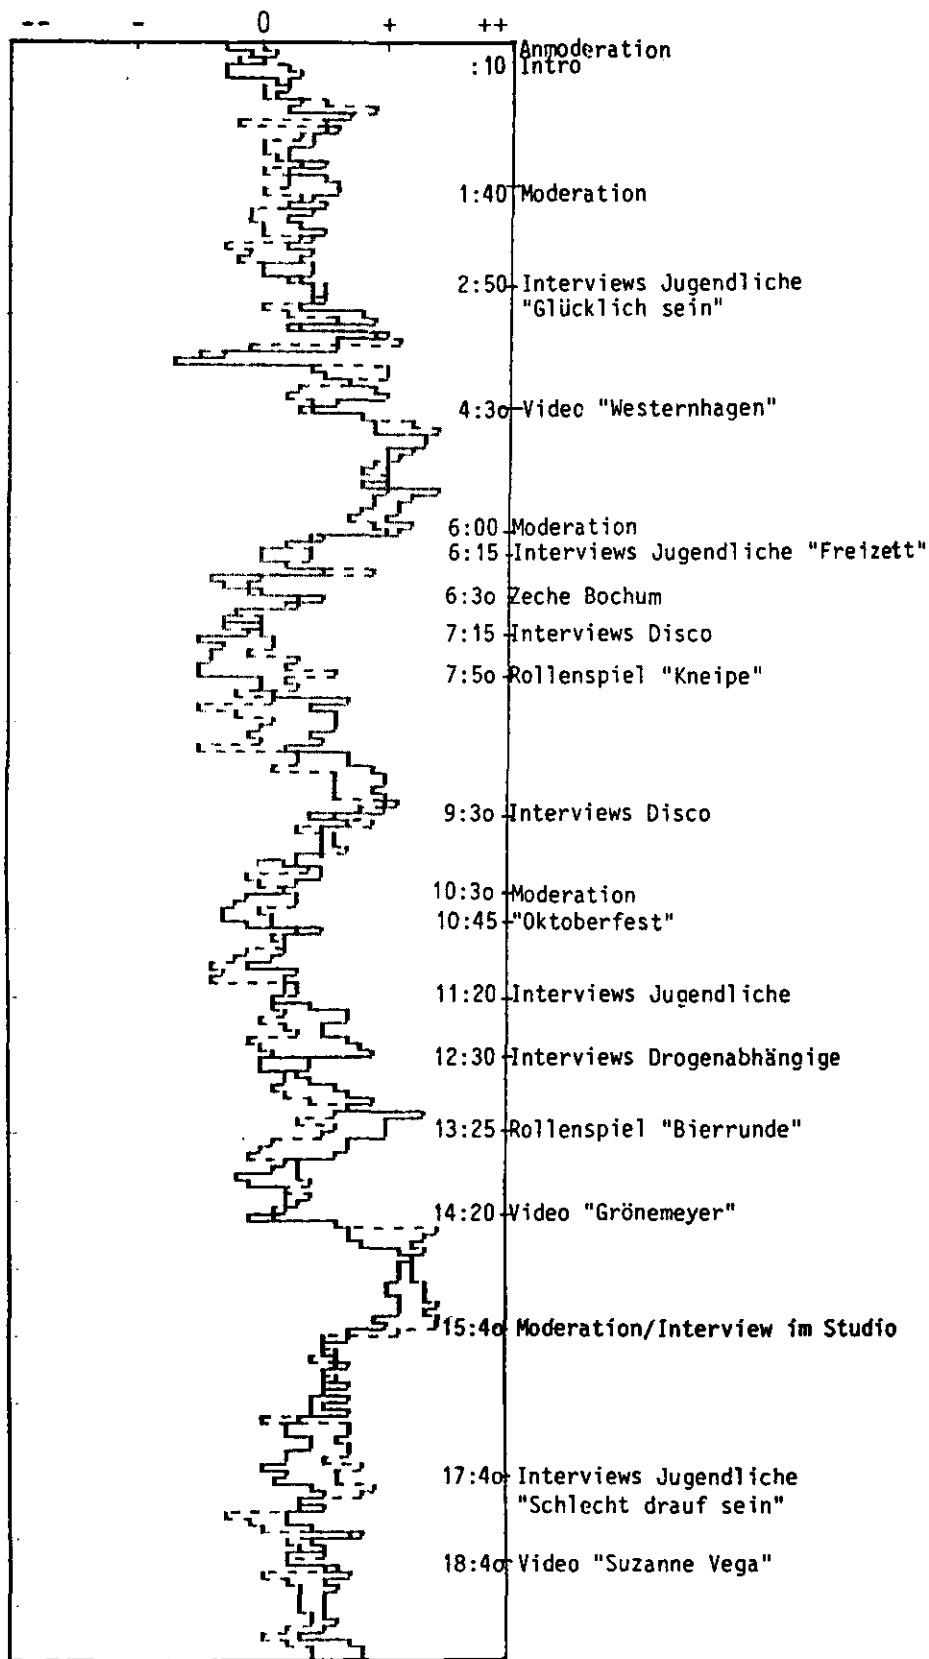 -- - 0 + ++
Anmoderation
:10 Intro
1:40 Moderation
2:50 Interviews Jugendliche
"Glücklich sein"
4:3o Video "Westernhagen"
6:00 Moderation
6:15 Interviews Jugendliche "Freizett"
6:3o Zeche Bochum
7:15 Interviews Disco
7:5o Rollenspiel "Kneipe"
9:3o Interviews Disco
10:3o Moderation
10:45 "Oktoberfest"
11:20 Interviews Jugendliche
12:30 Interviews Drogenabhängige
13:25 Rollenspiel "Bierrunde"
14:20 Video "Grönemeyer"
15:4o Moderation/Interview im Studio
17:4o Interviews Jugendliche
"Schlecht drauf sein"
18:4o Video "Suzanne Vega"